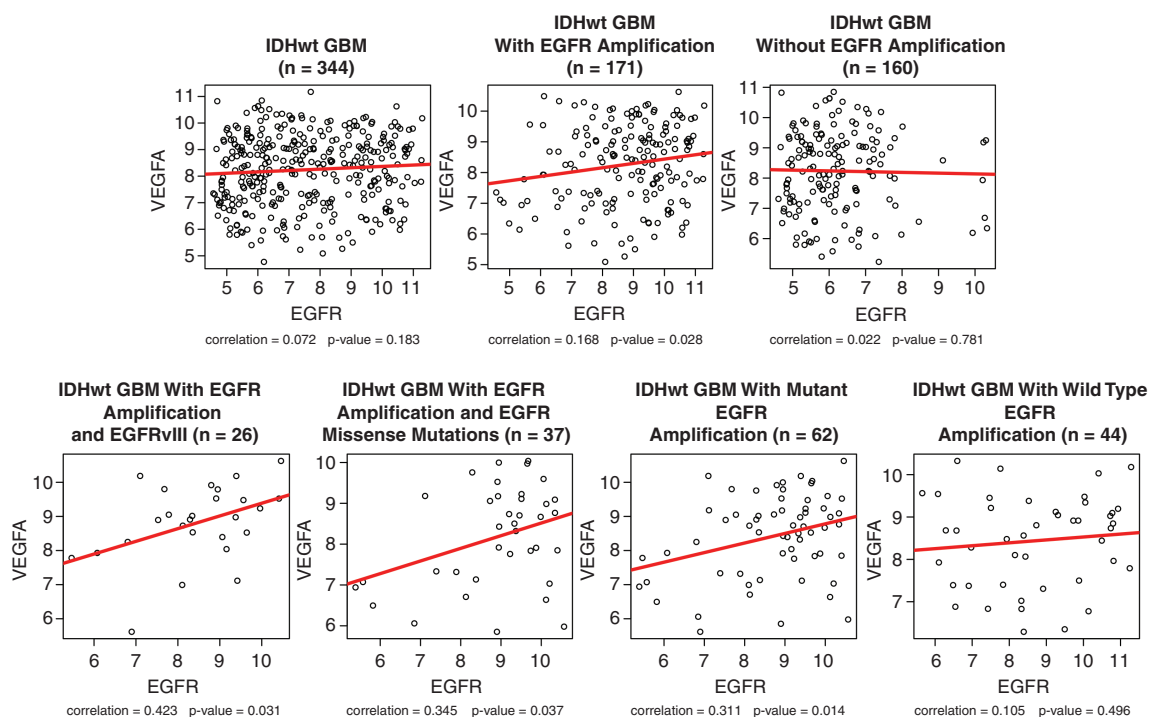 IDHwt GBM
(n = 344)
VEGFA
11
10
9
8
7
6
5
5 6 7 8 9 10 11
EGFR
correlation = 0.072 p-value = 0.183
IDHwt GBM
With EGFR Amplification
(n = 171)
VEGFA
11
10
9
8
7
6
5
5 6 7 8 9 10 11
EGFR
correlation = 0.168 p-value = 0.028
IDHwt GBM
Without EGFR Amplification
(n = 160)
VEGFA
11
10
9
8
7
6
5 6 7 8 9 10
EGFR
correlation = 0.022 p-value = 0.781
IDHwt GBM With EGFR
Amplification
and EGFRvIII (n = 26)
VEGFA
10
9
8
7
6
6 7 8 9 10
EGFR
correlation = 0.423 p-value = 0.031
IDHwt GBM With EGFR
Amplification and EGFR
Missense Mutations (n = 37)
VEGFA
10
9
8
7
6
6 7 8 9 10
EGFR
correlation = 0.345 p-value = 0.037
IDHwt GBM With Mutant
EGFR
Amplification (n = 62)
VEGFA
10
9
8
7
6
6 7 8 9 10
EGFR
correlation = 0.311 p-value = 0.014
IDHwt GBM With Wild Type
EGFR
Amplification (n = 44)
VEGFA
10
9
8
7
6 7 8 9 10 11
EGFR
correlation = 0.105 p-value = 0.496